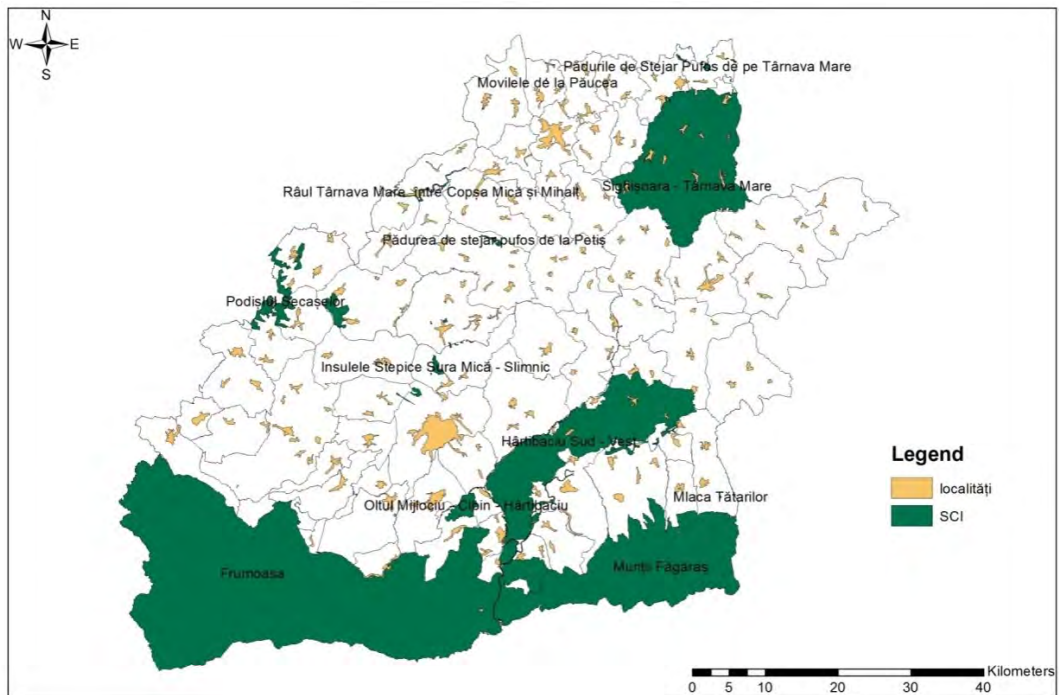 N
W E
S
Pădurile de Stejar Pufos de pe Târnava Mare
Movilele de la Păucea
Râul Târnava Mare între Copșa Mică și Mihalț
Sighișoara - Târnava Mare
Pădurea de stejar pufos de la Petiș
Podișul Secașelor
Insulele Stepice Șura Mică - Slimnic
Hârtibaciu Sud - Vest
Oltul Mijlociu - Cibin - Hârtibaciu
Mlaca Tătarilor
Frumoasa
Munții Făgăraș
Legend
localități
SCI
Kilometers
0 5 10 20 30 40